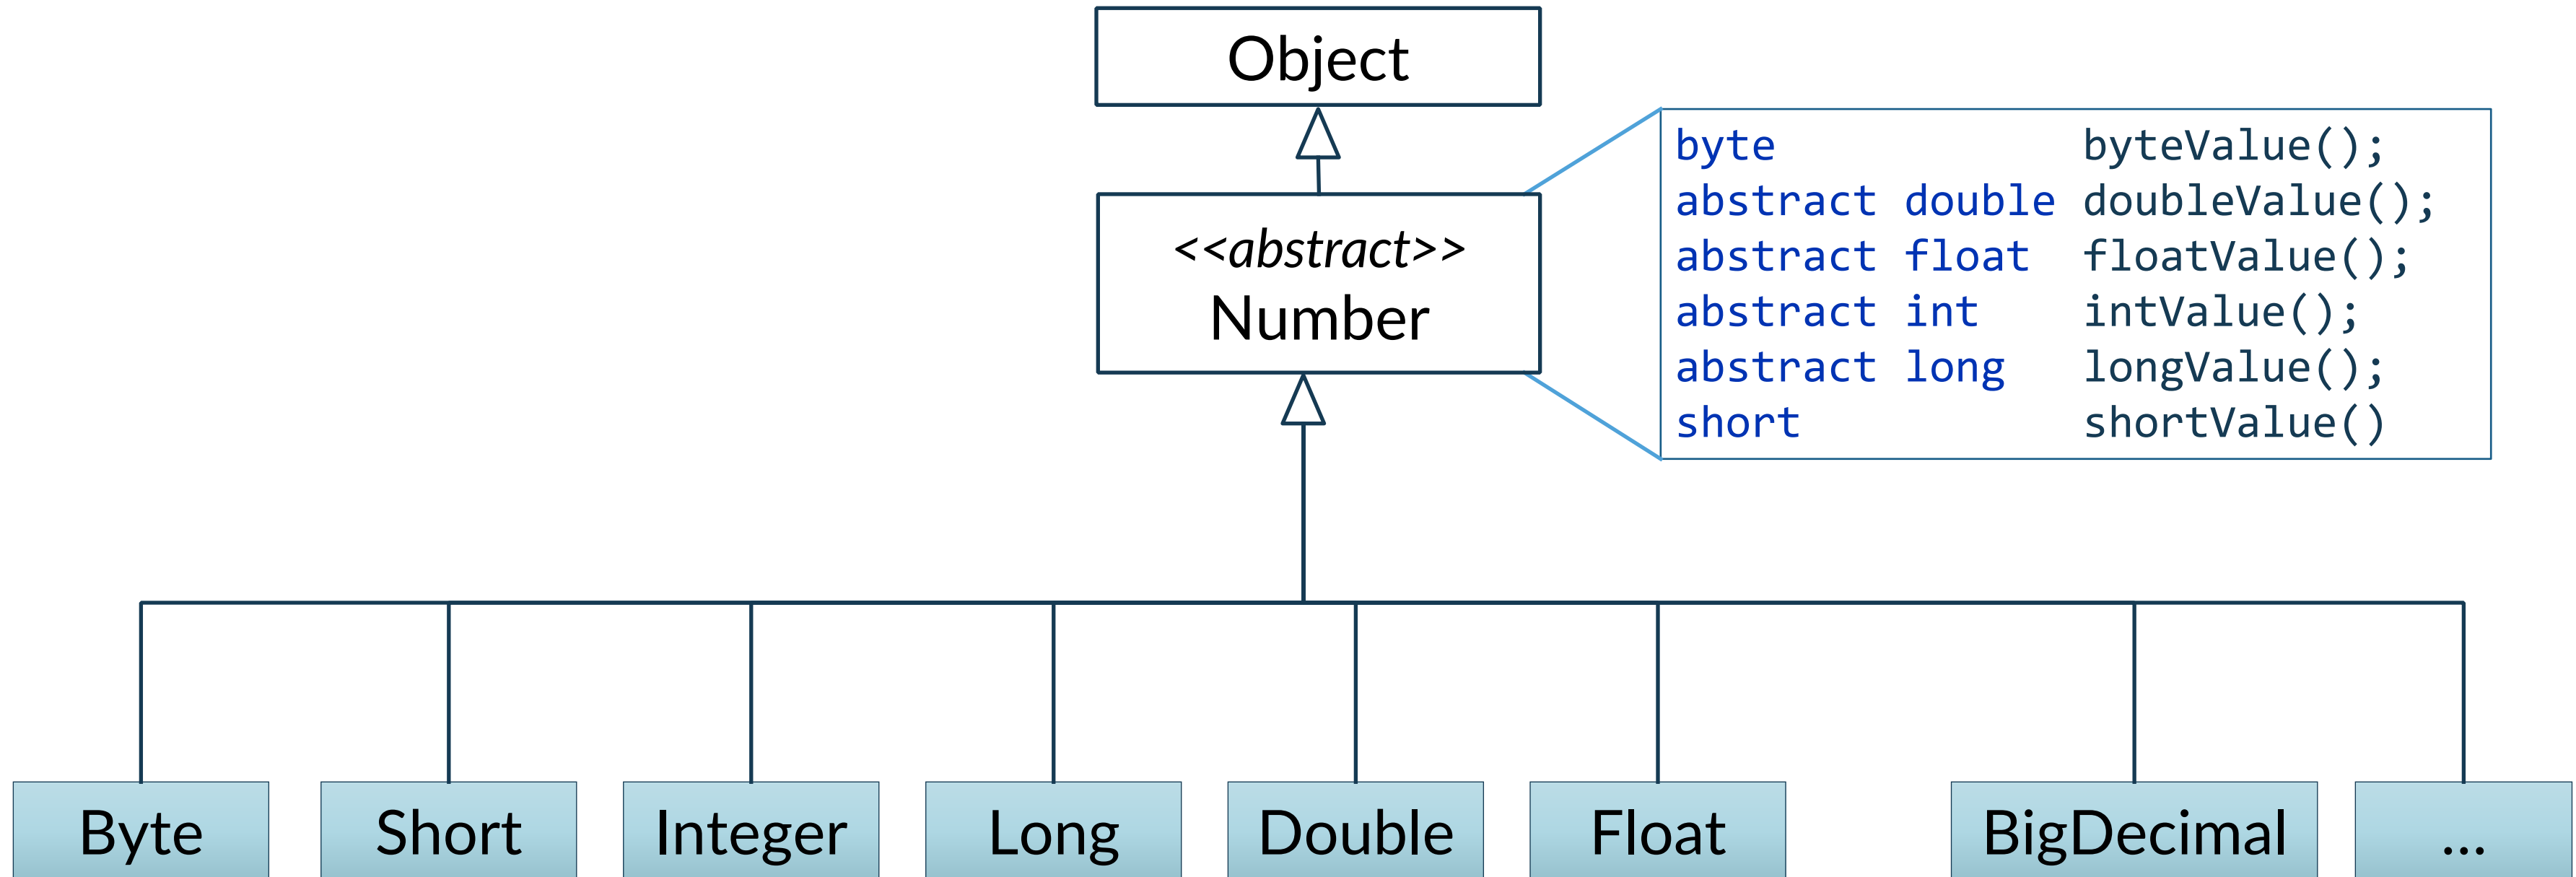 Object
<<abstract>>
Number
byte byteValue();
abstract double doubleValue();
abstract float floatValue();
abstract int intValue();
abstract long longValue();
short shortValue()
Byte Short Integer Long Double Float BigDecimal ...